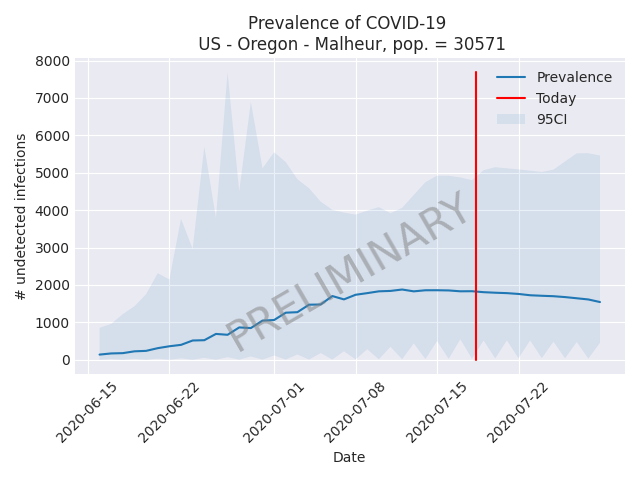 Prevalence of COVID-19
US - Oregon - Malheur, pop. = 30571
8000
7000
6000
5000
4000
3000
2000
1000
0
# undetected infections
Prevalence
Today
95CI
PRELIMINARY
2020-06-15
2020-06-22
2020-07-01
2020-07-08
2020-07-15
2020-07-22
Date